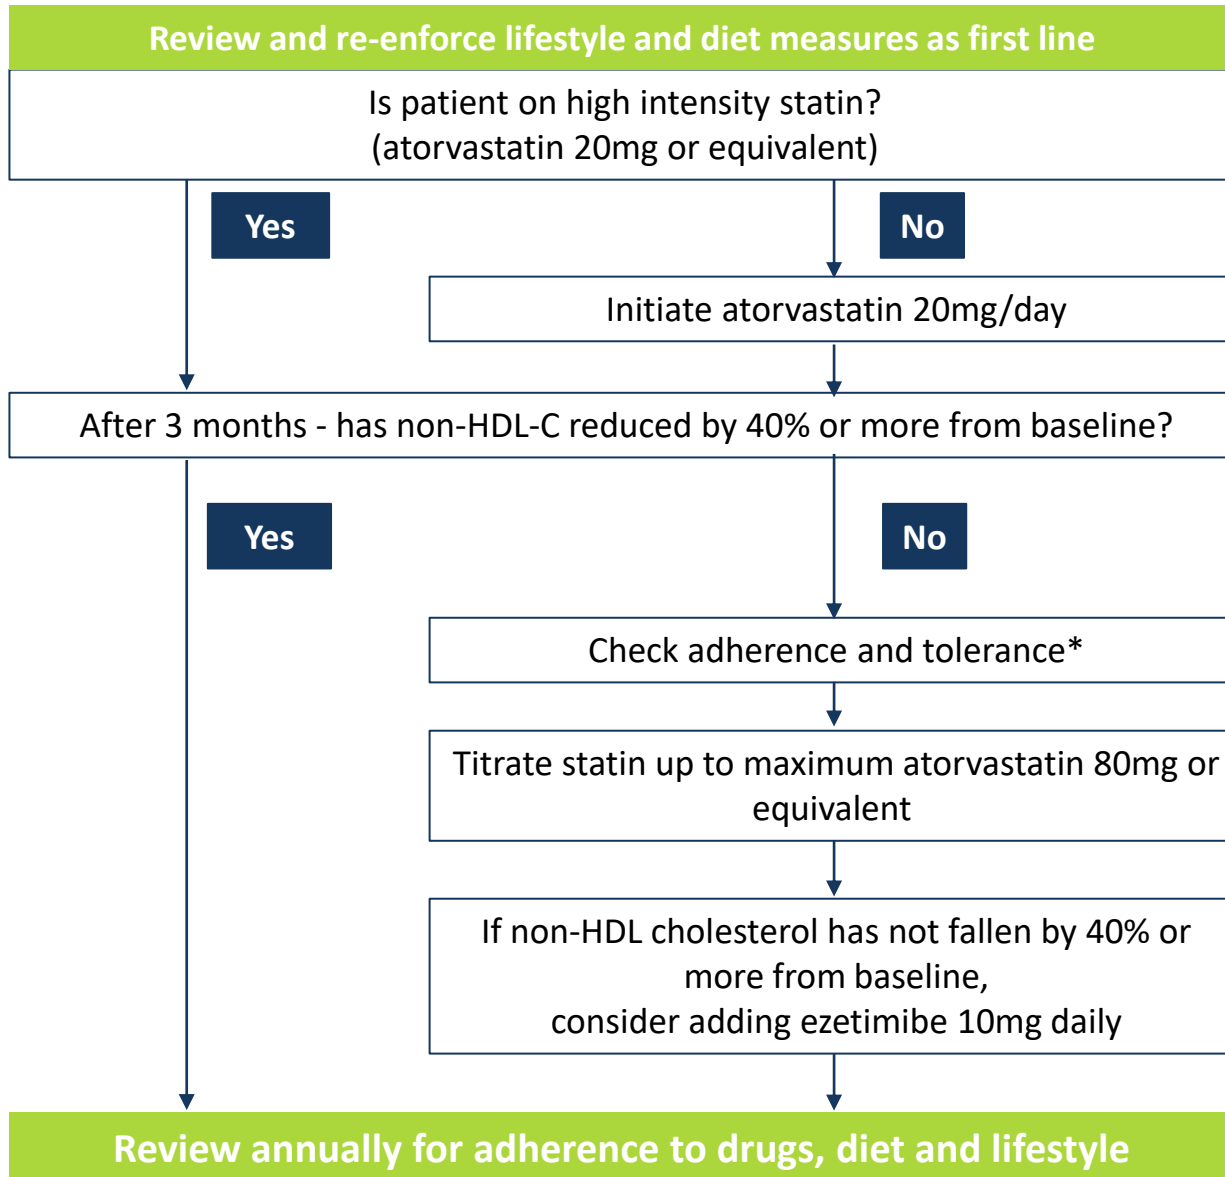 Review and re-enforce lifestyle and diet measures as first line
Is patient on high intensity statin?
(atorvastatin 20mg or equivalent)
Yes
No
Initiate atorvastatin 20mg/day
After 3 months - has non-HDL-C reduced by 40% or more from baseline?
Yes
No
Check adherence and tolerance*
Titrate statin up to maximum atorvastatin 80mg or
equivalent
If non-HDL cholesterol has not fallen by 40% or
more from baseline,
consider adding ezetimibe 10mg daily
Review annually for adherence to drugs, diet and lifestyle